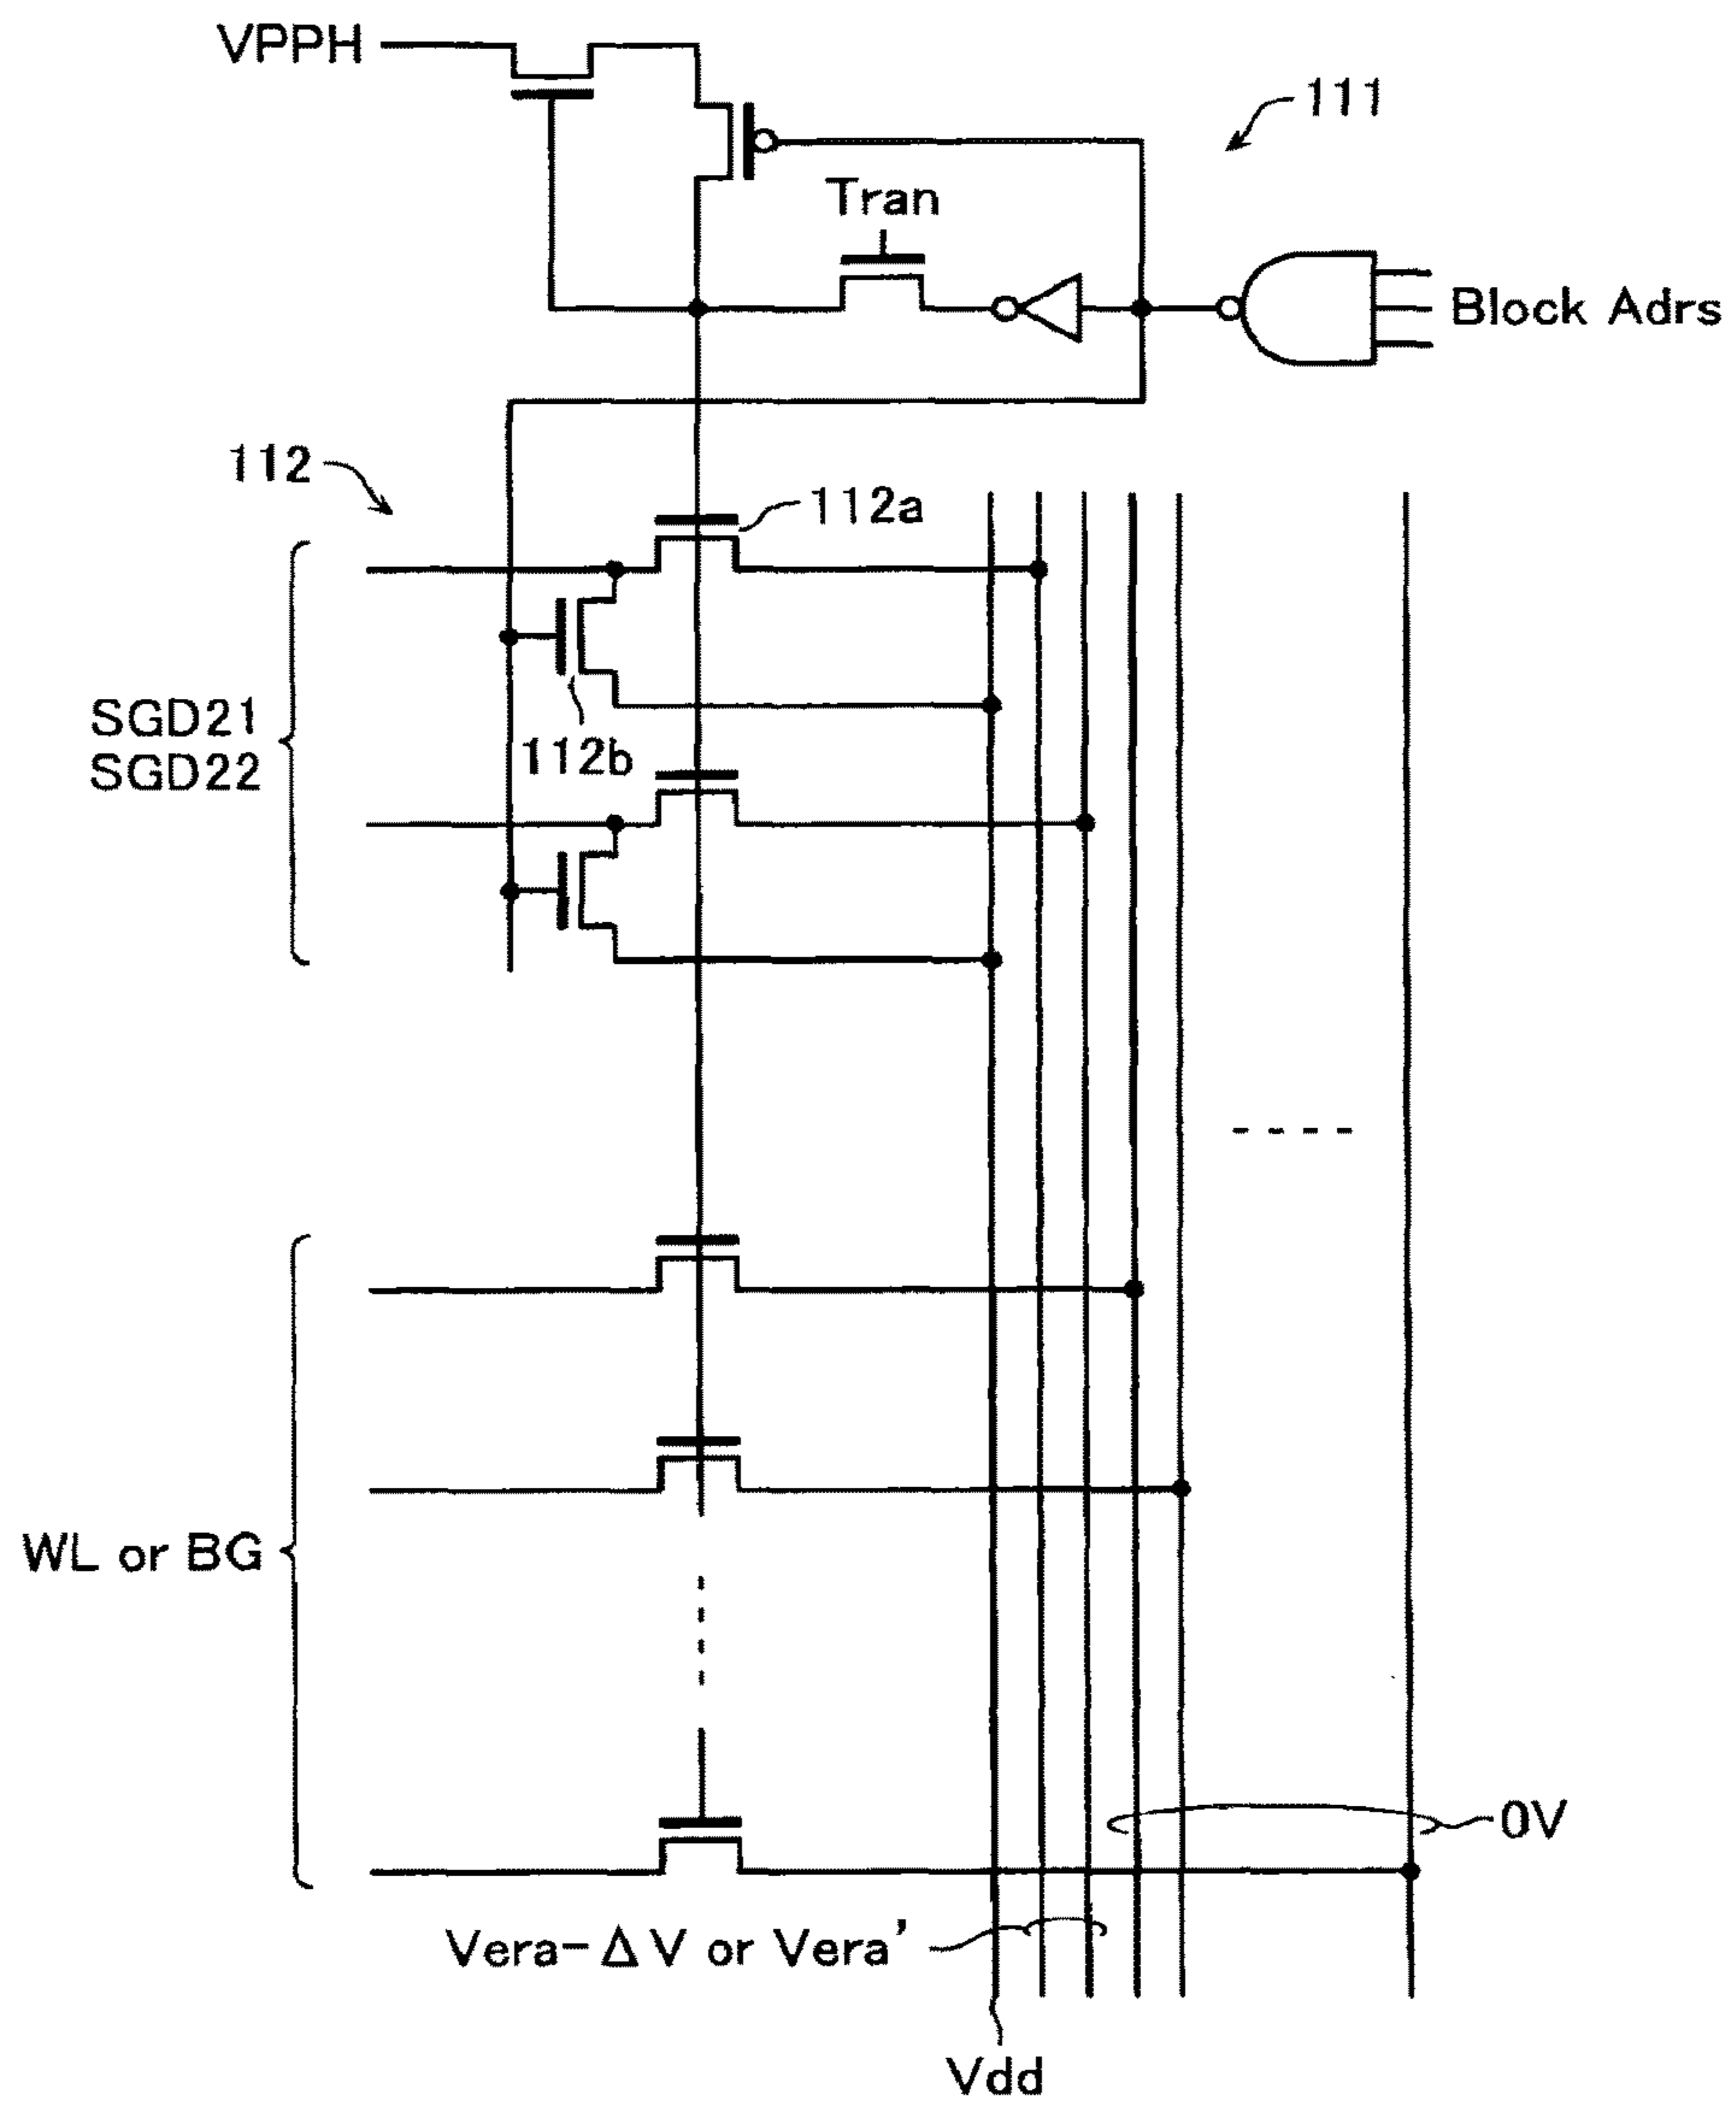 VPPH
111
Tran
Block Adrs
112
112a
SGD21
SGD22
112b
WL or BG
0V
Vera-ΔV or Vera'
Vdd